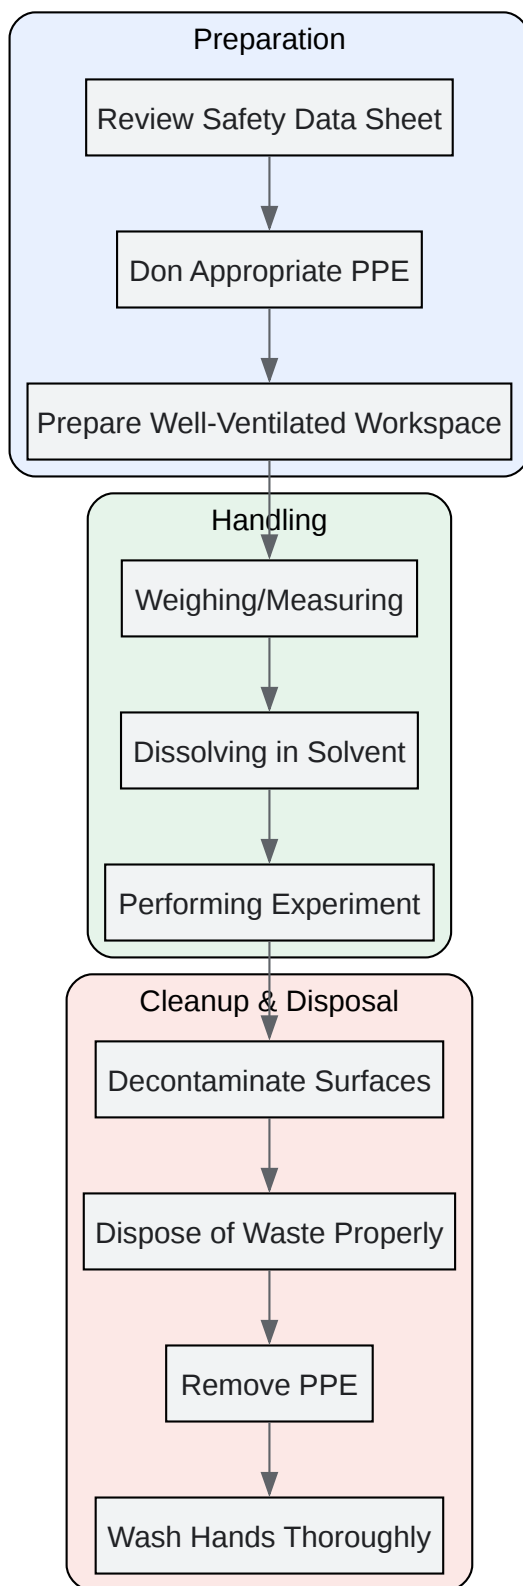 Preparation
Review Safety Data Sheet
Don Appropriate PPE
Prepare Well-Ventilated Workspace
Handling
Weighing/Measuring
Dissolving in Solvent
Performing Experiment
Cleanup & Disposal
Decontaminate Surfaces
Dispose of Waste Properly
Remove PPE
Wash Hands Thoroughly